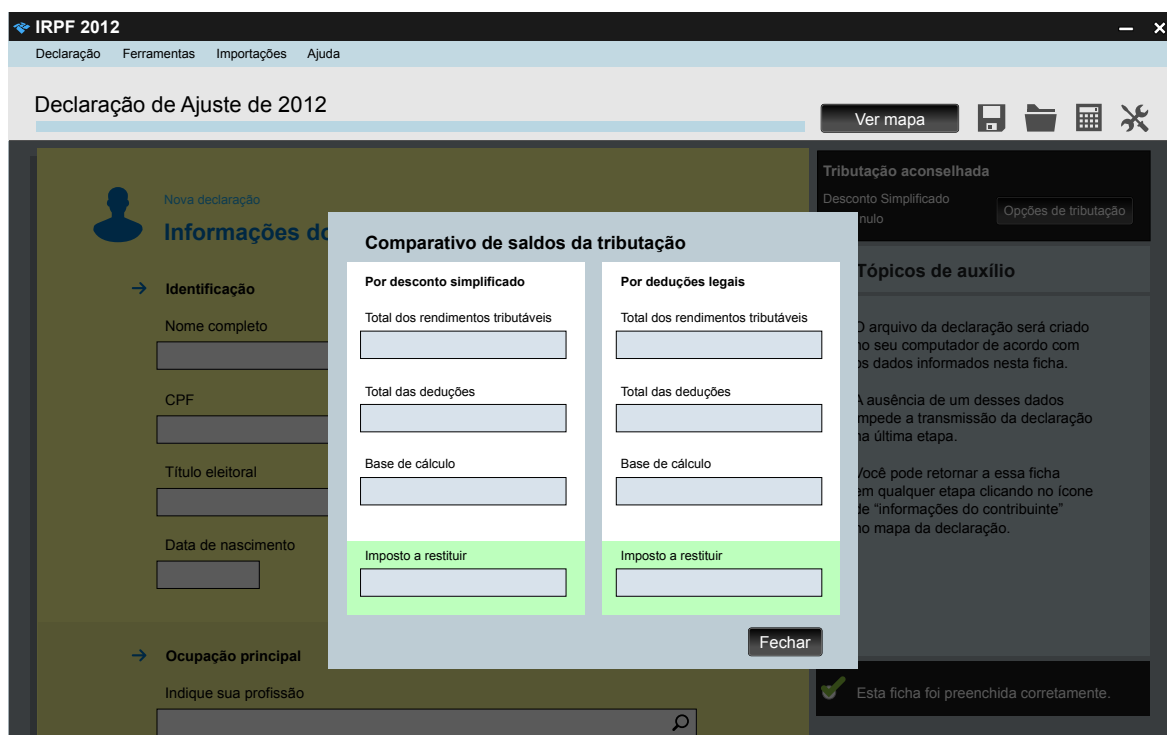 IRPF 2012
Declaração Ferramentas Importações Ajuda
Declaração de Ajuste de 2012
Ver mapa
Nova declaração
Informações do
Identificação
Nome completo
CPF
Título eleitoral
Data de nascimento
Ocupação principal
Indique sua profissão
Comparativo de saldos da tributação
Por desconto simplificado
Total dos rendimentos tributáveis
Total das deduções
Base de cálculo
Imposto a restituir
Por deduções legais
Total dos rendimentos tributáveis
Total das deduções
Base de cálculo
Imposto a restituir
Fechar
Tributação aconselhada
Desconto Simplificado
nulo
Opções de tributação
Tópicos de auxílio
O arquivo da declaração será criado
no seu computador de acordo com
os dados informados nesta ficha.
A ausência de um desses dados
impede a transmissão da declaração
na última etapa.
Você pode retornar a essa ficha
em qualquer etapa clicando no ícone
de “informações do contribuinte”
no mapa da declaração.
Esta ficha foi preenchida corretamente.